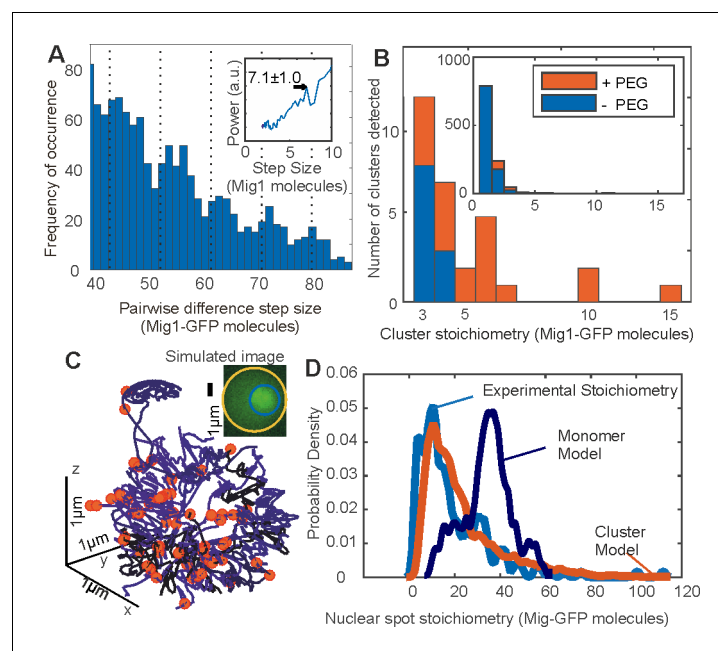 A
80
60
40
20
0
Frequency of occurrence
40 50 60 70 80
Pairwise difference step size
(Mig1-GFP molecules)
7.1±1.0
Power (a.u.)
0 5 10
Step Size
(Mig1 molecules)
B
10
5
0
Number of clusters detected
3 5 10 15
Cluster stoichiometry (Mig1-GFP molecules)
1000
500
0
0 5 10 15
+ PEG
- PEG
C
Simulated image
1µm
z
1µm
1µm
y
1µm
x
D
0.06
0.05
0.04
0.03
0.02
0.01
0
Probability Density
0 20 40 60 80 100 120
Nuclear spot stoichiometry (Mig-GFP molecules)
Experimental Stoichiometry
Monomer
Model
Cluster
Model